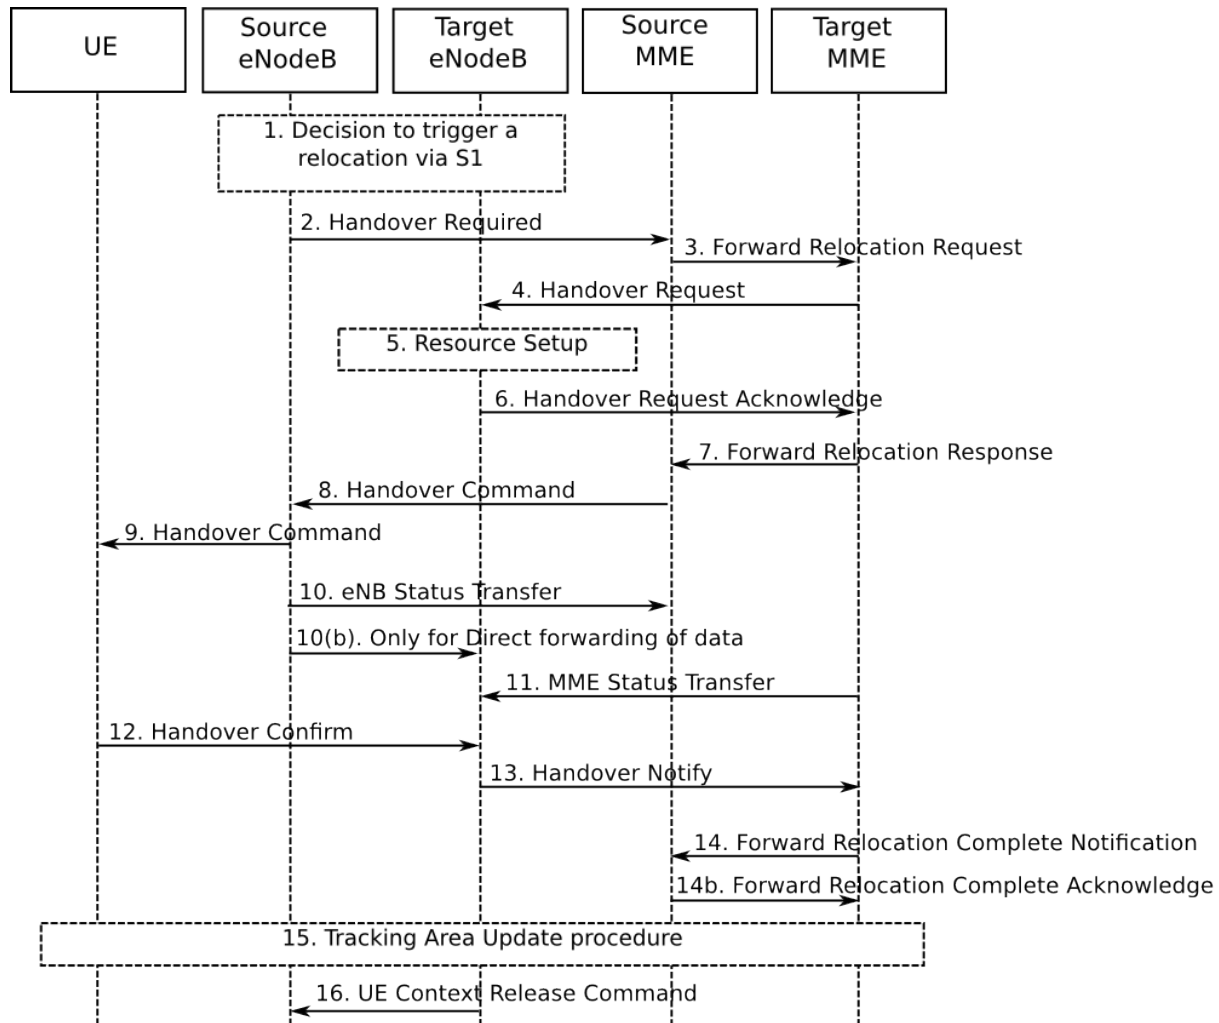 UE
Source
eNodeB
Target
eNodeB
Source
MME
Target
MME
1. Decision to trigger a
relocation via S1
2. Handover Required
3. Forward Relocation Request
4. Handover Request
5. Resource Setup
6. Handover Request Acknowledge
7. Forward Relocation Response
8. Handover Command
9. Handover Command
10. eNB Status Transfer
10(b). Only for Direct forwarding of data
11. MME Status Transfer
12. Handover Confirm
13. Handover Notify
14. Forward Relocation Complete Notification
14b. Forward Relocation Complete Acknowledge
15. Tracking Area Update procedure
16. UE Context Release Command